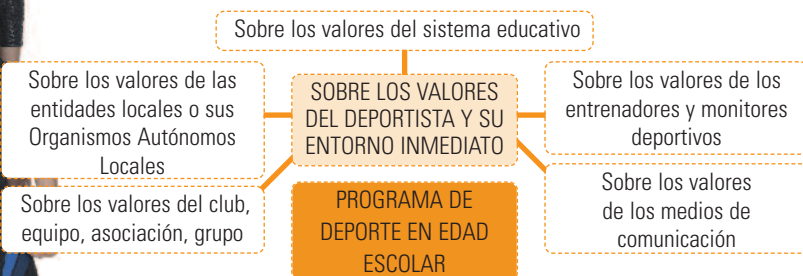 Sobre los valores del sistema educativo
Sobre los valores de las
entidades locales o sus
Organismos Autónomos
Locales
SOBRE LOS VALORES
DEL DEPORTISTA Y SU
ENTORNO INMEDIATO
Sobre los valores de los
entrenadores y monitores
deportivos
Sobre los valores del club,
equipo, asociación, grupo
PROGRAMA DE
DEPORTE EN EDAD
ESCOLAR
Sobre los valores
de los medios de
comunicación